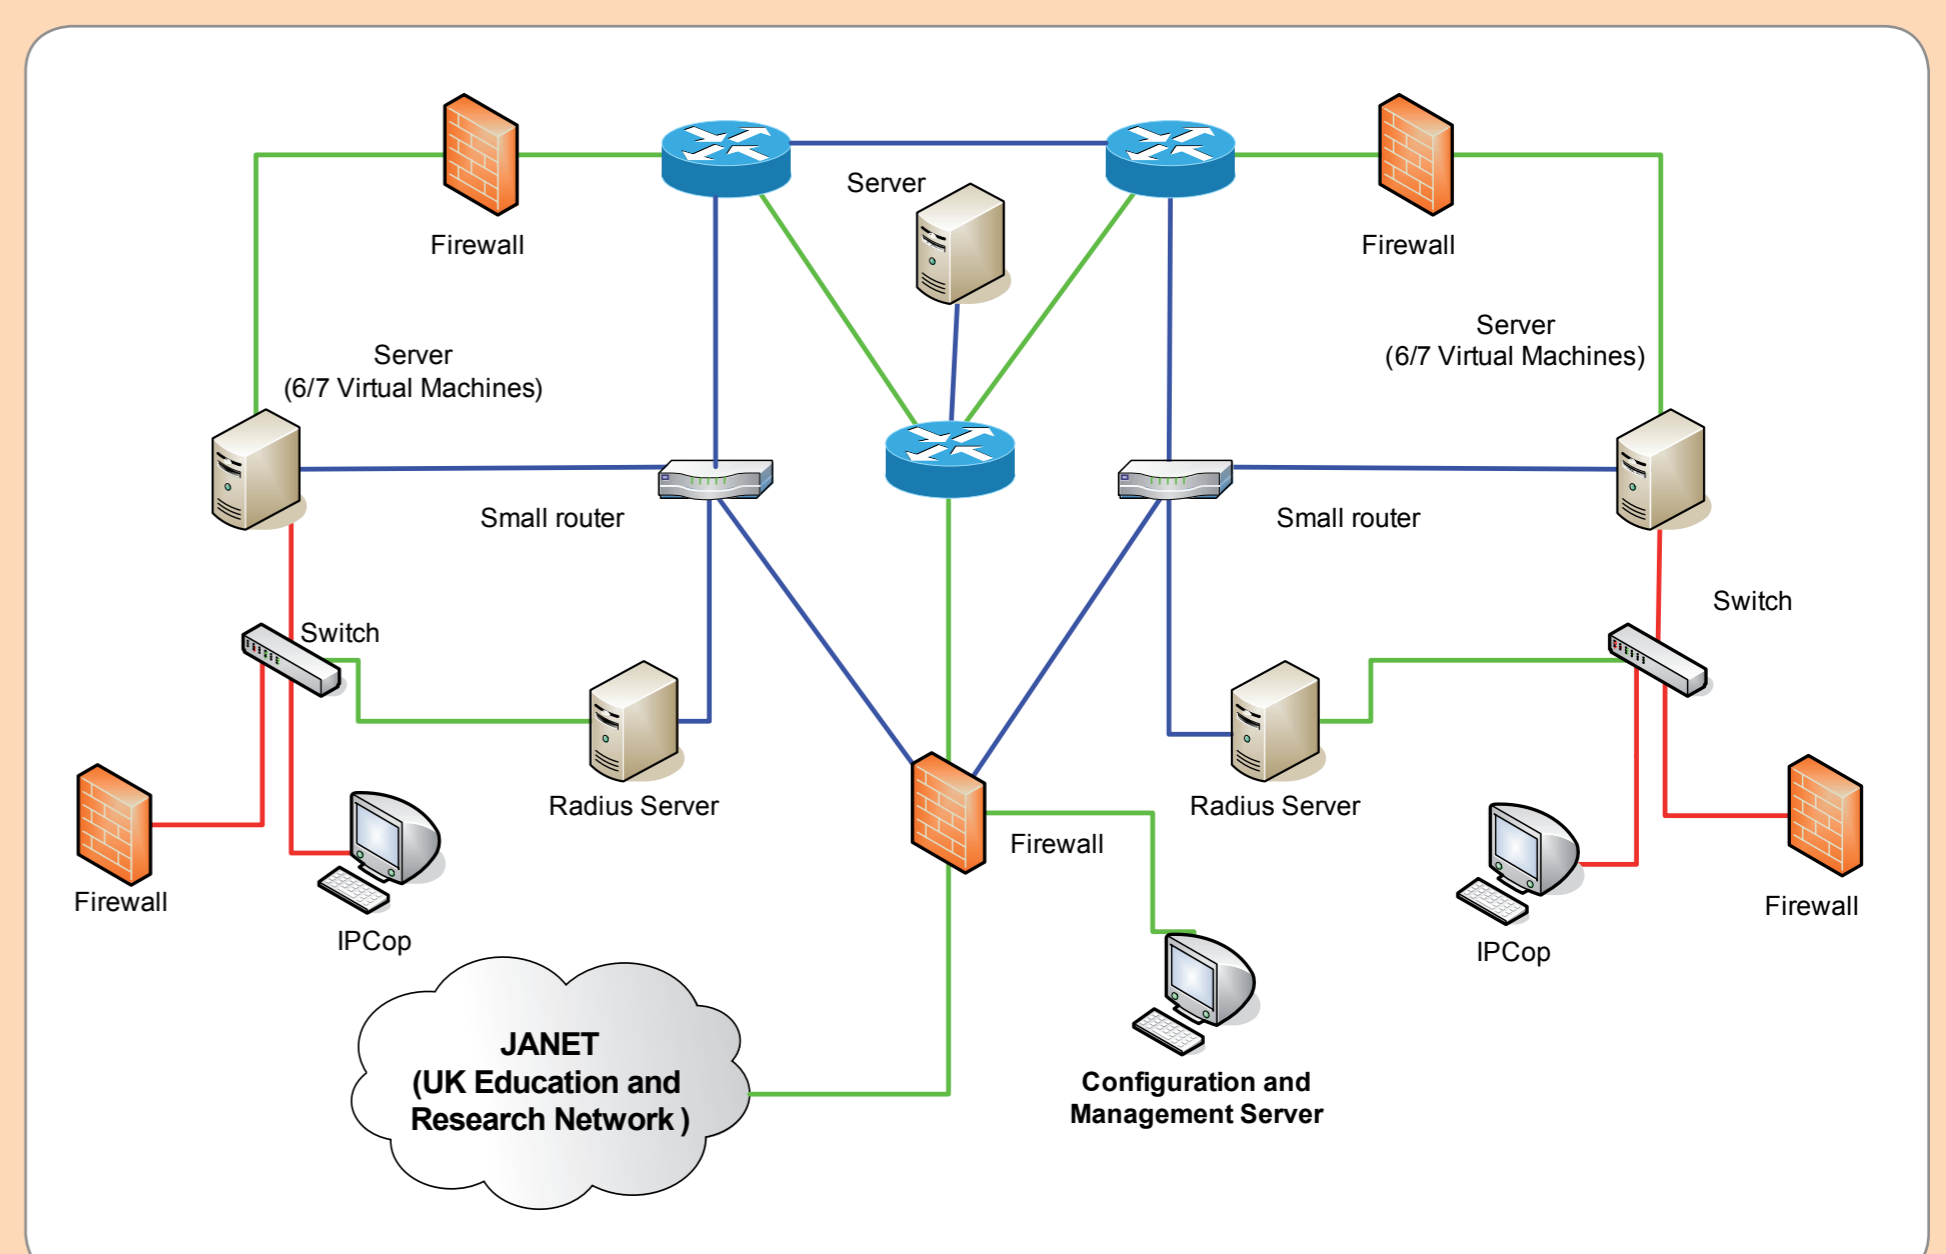 Server
Firewall
Firewall
Server
(6/7 Virtual Machines)
Server
(6/7 Virtual Machines)
Small router
Small router
Switch
Switch
Radius Server
Radius Server
Firewall
Firewall
Firewall
IPCop
IPCop
JANET
(UK Education and
Research Network )
Configuration and
Management Server